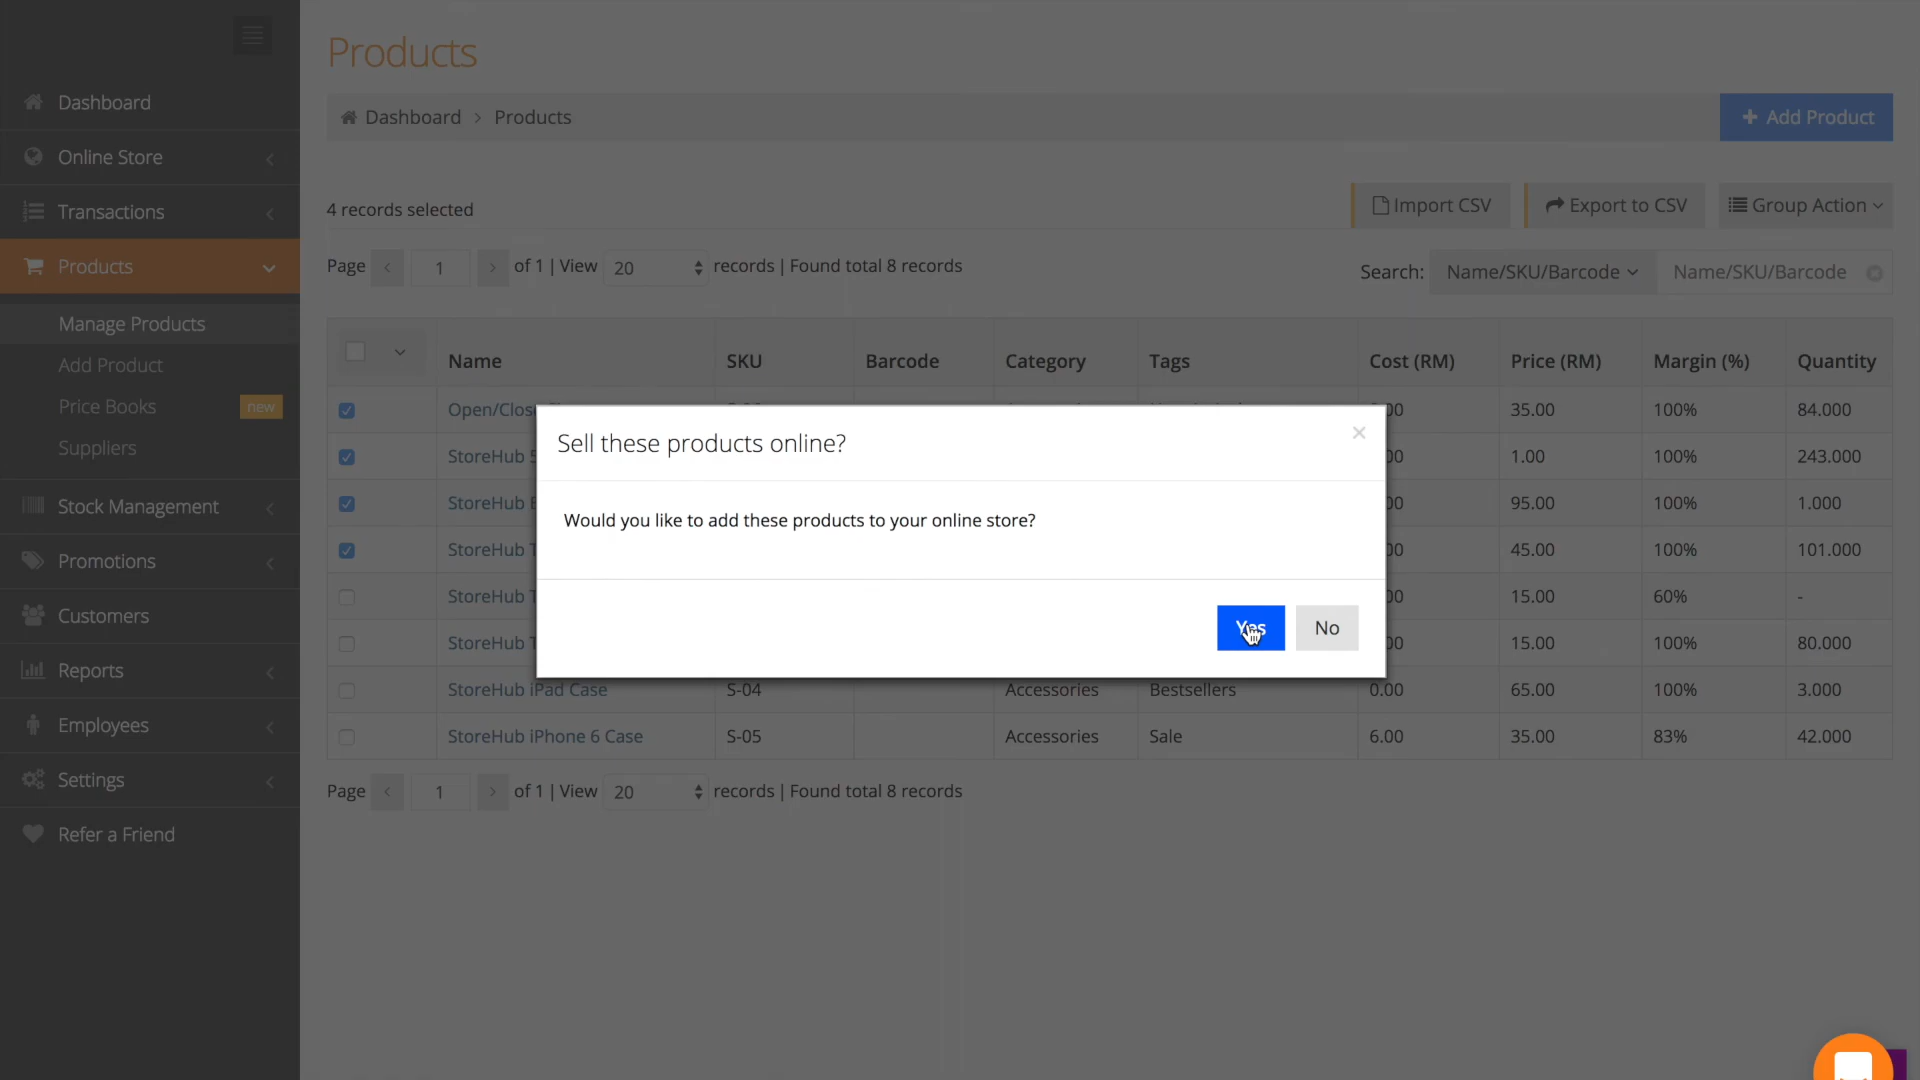 Products
Dashboard
Dashboard > Products
+ Add Product
Online Store
Transactions
4 records selected
Import CSV
Export to CSV
Group Action
Products
Page 1 of 1 | View 20 records | Found total 8 records
Search: Name/SKU/Barcode Name/SKU/Barcode
Manage Products
Add Product
Price Books new
Suppliers
Stock Management
Promotions
Customers
Reports
Employees
Settings
Refer a Friend
Name SKU Barcode Category Tags Cost (RM) Price (RM) Margin (%) Quantity
Open/Close 35.00 100% 84.000
StoreHub 1.00 100% 243.000
StoreHub 95.00 100% 1.000
StoreHub 45.00 100% 101.000
StoreHub 15.00 60% -
StoreHub 15.00 100% 80.000
StoreHub iPad Case S-04 Accessories Bestsellers 0.00 65.00 100% 3.000
StoreHub iPhone 6 Case S-05 Accessories Sale 6.00 35.00 83% 42.000
Page 1 of 1 | View 20 records | Found total 8 records
Sell these products online?
Would you like to add these products to your online store?
Yes
No